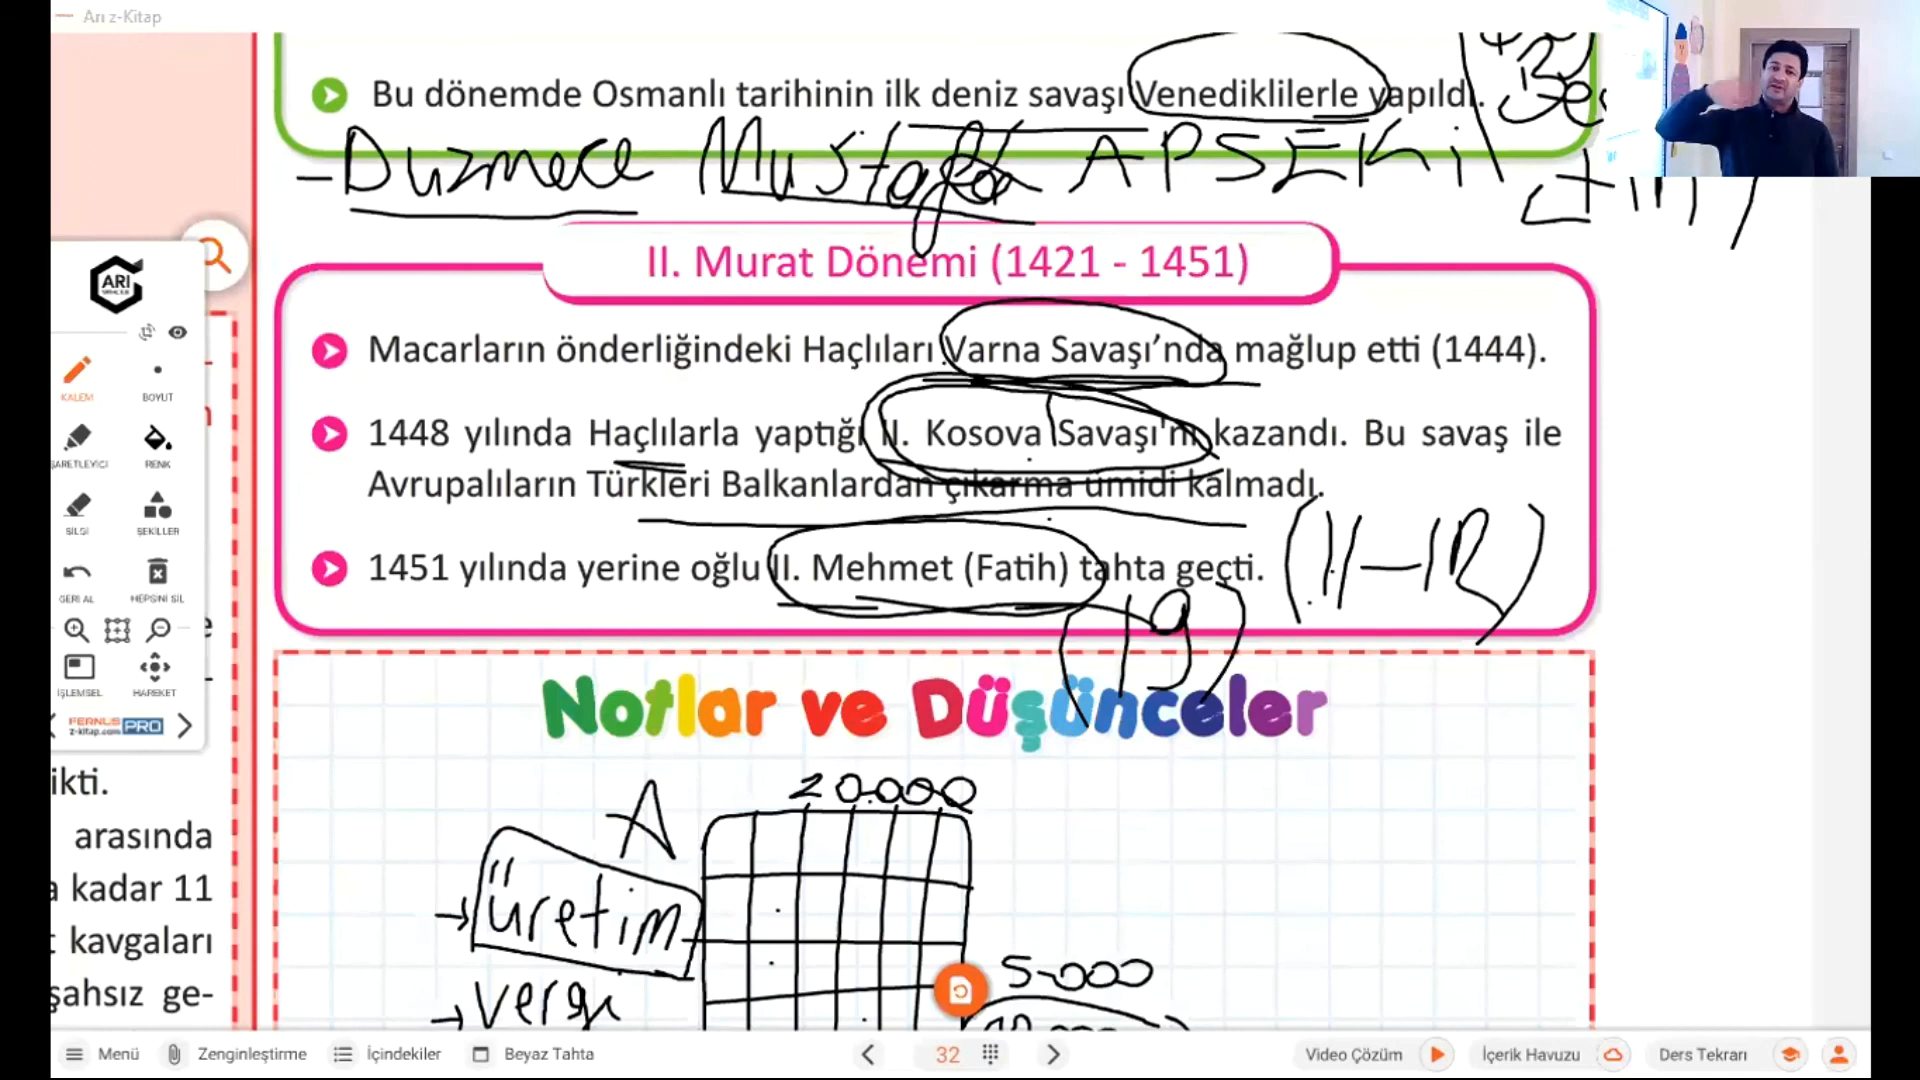 Arı z-Kitap
Bu dönemde Osmanlı tarihinin ilk deniz savaşı Venediklilerle yapıldı.
-Duzmece Mustafa APSEKİ
II. Murat Dönemi (1421 - 1451)
Macarların önderliğindeki Haçlıları Varna Savaşı'nda mağlup etti (1444).
1448 yılında Haçlılarla yaptığı II. Kosova Savaşı'nı kazandı. Bu savaş ile
Avrupalıların Türkleri Balkanlardan çıkarma ümidi kalmadı.
1451 yılında yerine oğlu II. Mehmet (Fatih) tahta geçti.
(11-12)
(19)
Notlar ve Düşünceler
A 20.000
→ üretim
→ vergi
5.000
ARI
KALEM
BOYUT
RENK
SİLGİ
ŞEKİLLER
GERİ AL
HEPSİNİ SİL
İŞLEMSEL
HAREKET
FERNUS
z-kitap.com PRO
ikti.
arasında
a kadar 11
kavgaları
şahsız ge-
Menü
Zenginleştirme
İçindekiler
Beyaz Tahta
32
Video Çözüm
İçerik Havuzu
Ders Tekrarı